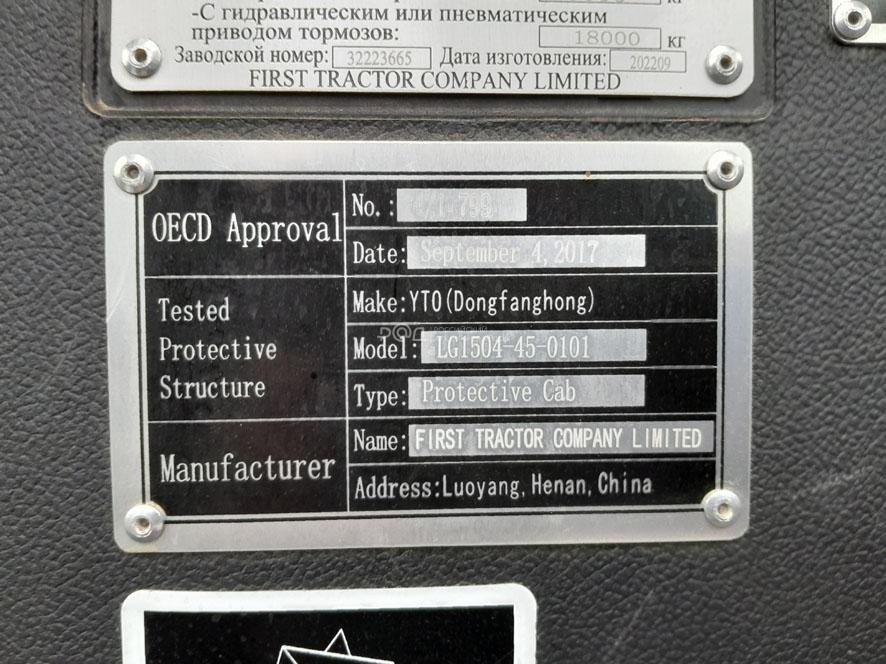 -С гидравлическим или пневматическим
приводом тормозов: 18000 кг
Заводской номер: 32223665 Дата изготовления: 202209
FIRST TRACTOR COMPANY LIMITED
OECD Approval
No.:
Date: September 4,2017
Tested
Protective
Structure
Make:YTO(Dongfanghong)
Model: LG1504-45-0101
Type: Protective Cab
Manufacturer
Name: FIRST TRACTOR COMPANY LIMITED
Address:Luoyang,Henan,China